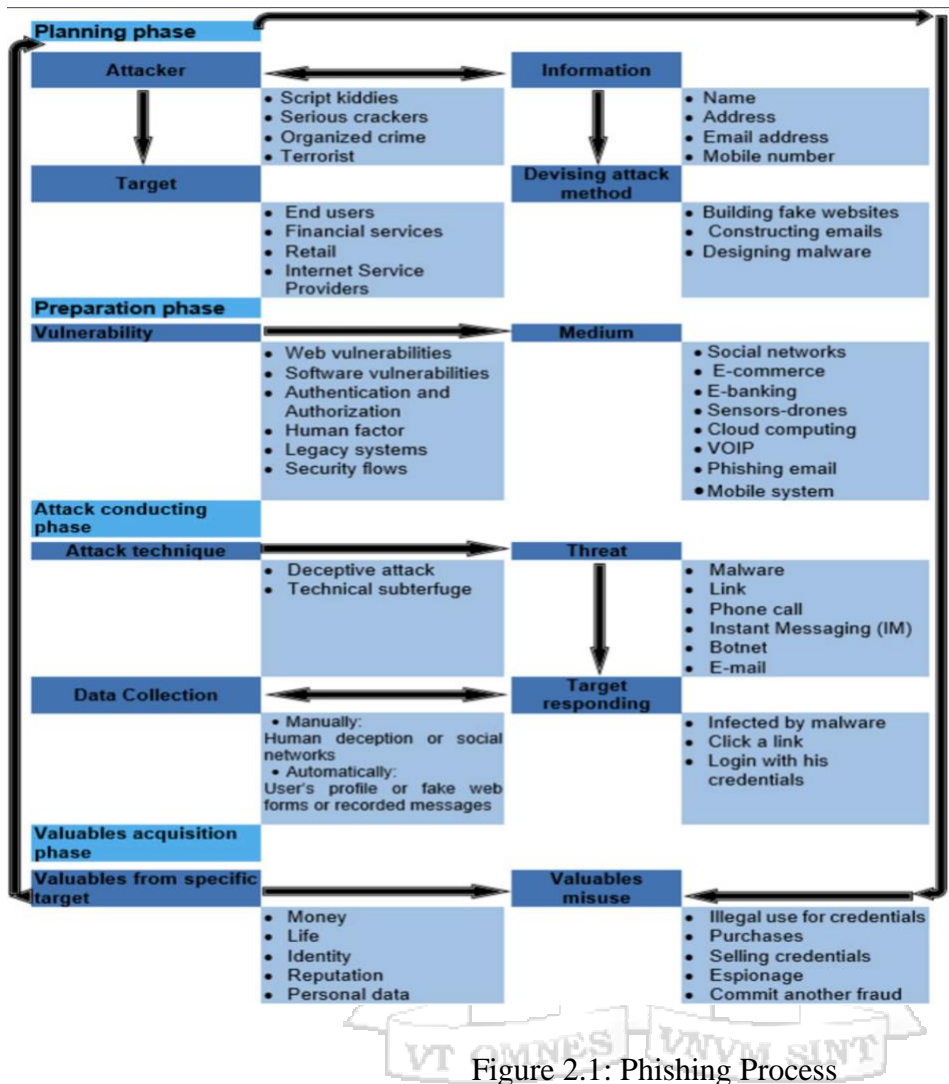 Planning phase
Attacker
Information
• Script kiddies
• Serious crackers
• Organized crime
• Terrorist
• Name
• Address
• Email address
• Mobile number
Target
Devising attack
method
• End users
• Financial services
• Retail
• Internet Service
Providers
• Building fake websites
• Constructing emails
• Designing malware
Preparation phase
Vulnerability
Medium
• Web vulnerabilities
• Software vulnerabilities
• Authentication and
Authorization
• Human factor
• Legacy systems
• Security flows
• Social networks
• E-commerce
• E-banking
• Sensors-drones
• Cloud computing
• VOIP
• Phishing email
• Mobile system
Attack conducting
phase
Attack technique
Threat
• Deceptive attack
• Technical subterfuge
• Malware
• Link
• Phone call
• Instant Messaging (IM)
• Botnet
• E-mail
Data Collection
Target
responding
• Manually:
Human deception or social
networks
• Automatically:
User's profile or fake web
forms or recorded messages
• Infected by malware
• Click a link
• Login with his
credentials
Valuables acquisition
phase
Valuables from specific
target
Valuables
misuse
• Money
• Life
• Identity
• Reputation
• Personal data
• Illegal use for credentials
• Purchases
• Selling credentials
• Espionage
• Commit another fraud
VT OMNES VNVM SINT
Figure 2.1: Phishing Process